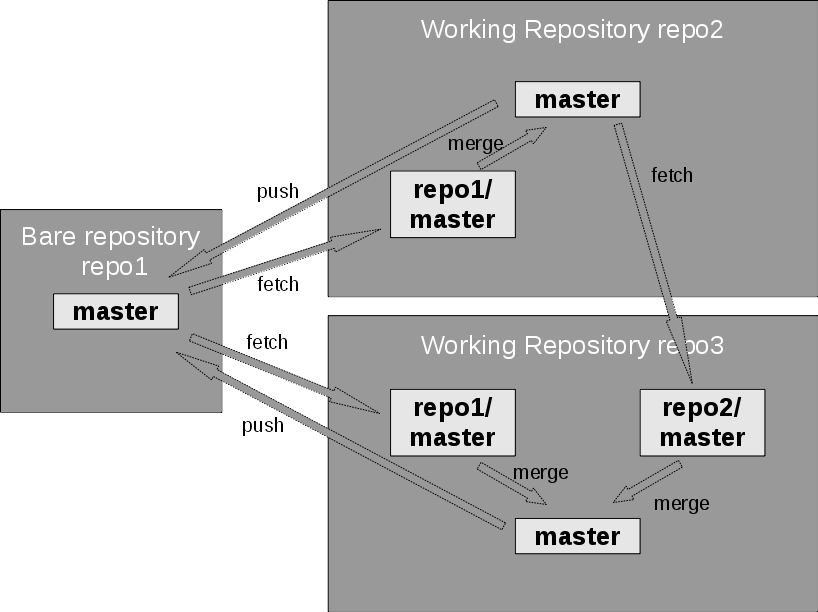 Working Repository repo2
master
merge
fetch
push
repo1/
master
Bare repository
repo1
fetch
master
fetch
Working Repository repo3
push
repo1/
master
repo2/
master
merge
merge
master